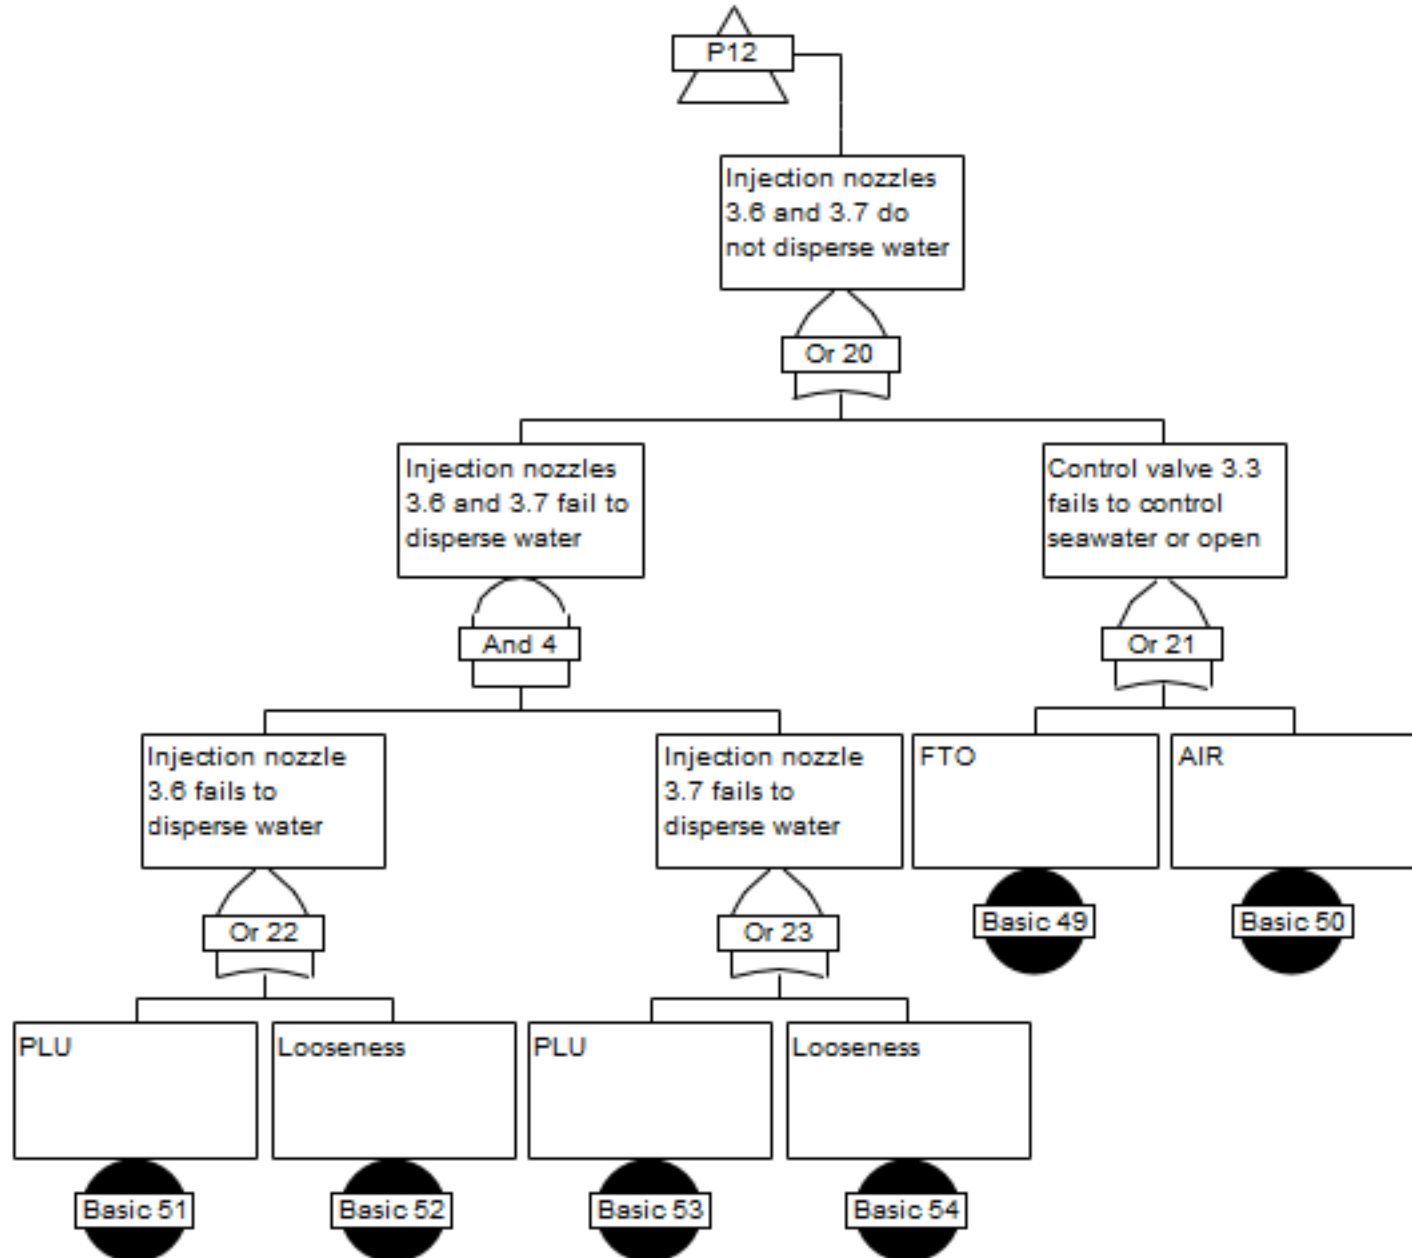 P12
Injection nozzles
3.6 and 3.7 do
not disperse water
Or 20
Injection nozzles
3.6 and 3.7 fail to
disperse water
Control valve 3.3
fails to control
seawater or open
And 4
Or 21
Injection nozzle
3.6 fails to
disperse water
Injection nozzle
3.7 fails to
disperse water
FTO
AIR
Or 22
Or 23
Basic 49
Basic 50
PLU
Looseness
PLU
Looseness
Basic 51
Basic 52
Basic 53
Basic 54